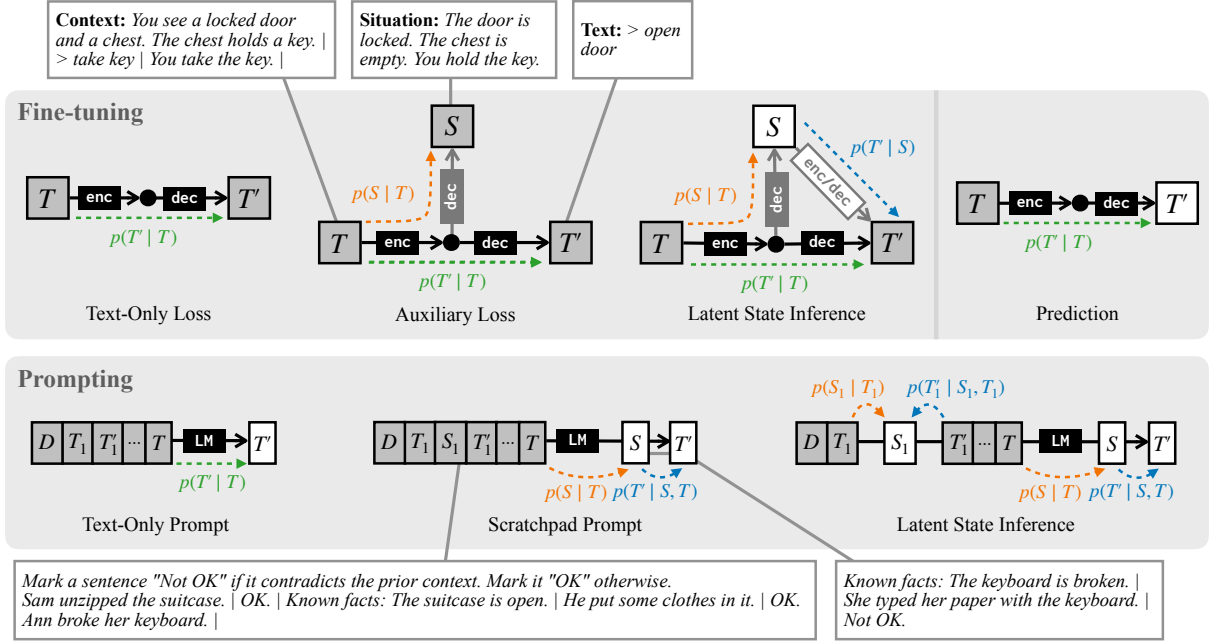 Context: You see a locked door
and a chest. The chest holds a key. |
> take key | You take the key. |
Situation: The door is
locked. The chest is
empty. You hold the key.
Text: > open
door
Fine-tuning
T enc dec T′
p(T′ | T)
Text-Only Loss
S
p(S | T)
dec
T enc dec T′
p(T′ | T)
Auxiliary Loss
S
p(T′ | S)
p(S | T)
dec
enc/dec
T enc dec T′
p(T′ | T)
Latent State Inference
T enc dec T′
p(T′ | T)
Prediction
Prompting
D T₁ T′₁ ... T LM T′
p(T′ | T)
Text-Only Prompt
D T₁ S₁ T′₁ ... T LM S T′
p(S | T) p(T′ | S, T)
Scratchpad Prompt
p(S₁ | T₁) p(T′₁ | S₁, T₁)
D T₁ S₁ T′₁ ... T LM S T′
p(S | T) p(T′ | S, T)
Latent State Inference
Mark a sentence "Not OK" if it contradicts the prior context. Mark it "OK" otherwise.
Sam unzipped the suitcase. | OK. | Known facts: The suitcase is open. | He put some clothes in it. | OK.
Ann broke her keyboard. |
Known facts: The keyboard is broken. |
She typed her paper with the keyboard. |
Not OK.